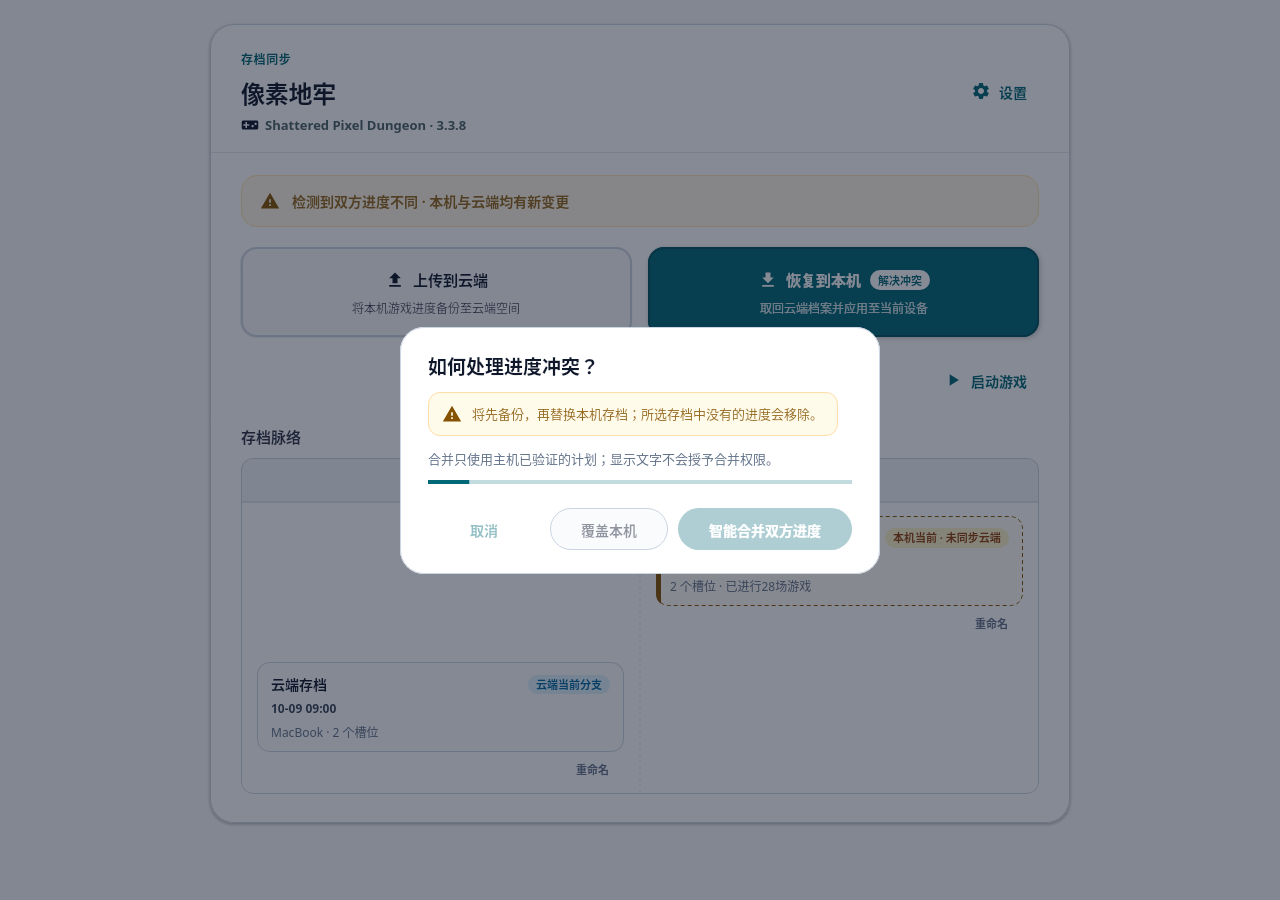 存档同步
像素地牢
设置
Shattered Pixel Dungeon · 3.3.8
检测到双方进度不同 · 本机与云端均有新变更
上传到云端
将本机游戏进度备份至云端空间
恢复到本机 解决冲突
取回云端档案并应用至当前设备
启动游戏
存档脉络
如何处理进度冲突？
将先备份，再替换本机存档；所选存档中没有的进度会移除。
合并只使用主机已验证的计划；显示文字不会授予合并权限。
取消 覆盖本机 智能合并双方进度
本机当前 · 未同步云端
2 个槽位 · 已进行28场游戏
重命名
云端存档 云端当前分支
10-09 09:00
MacBook · 2 个槽位
重命名